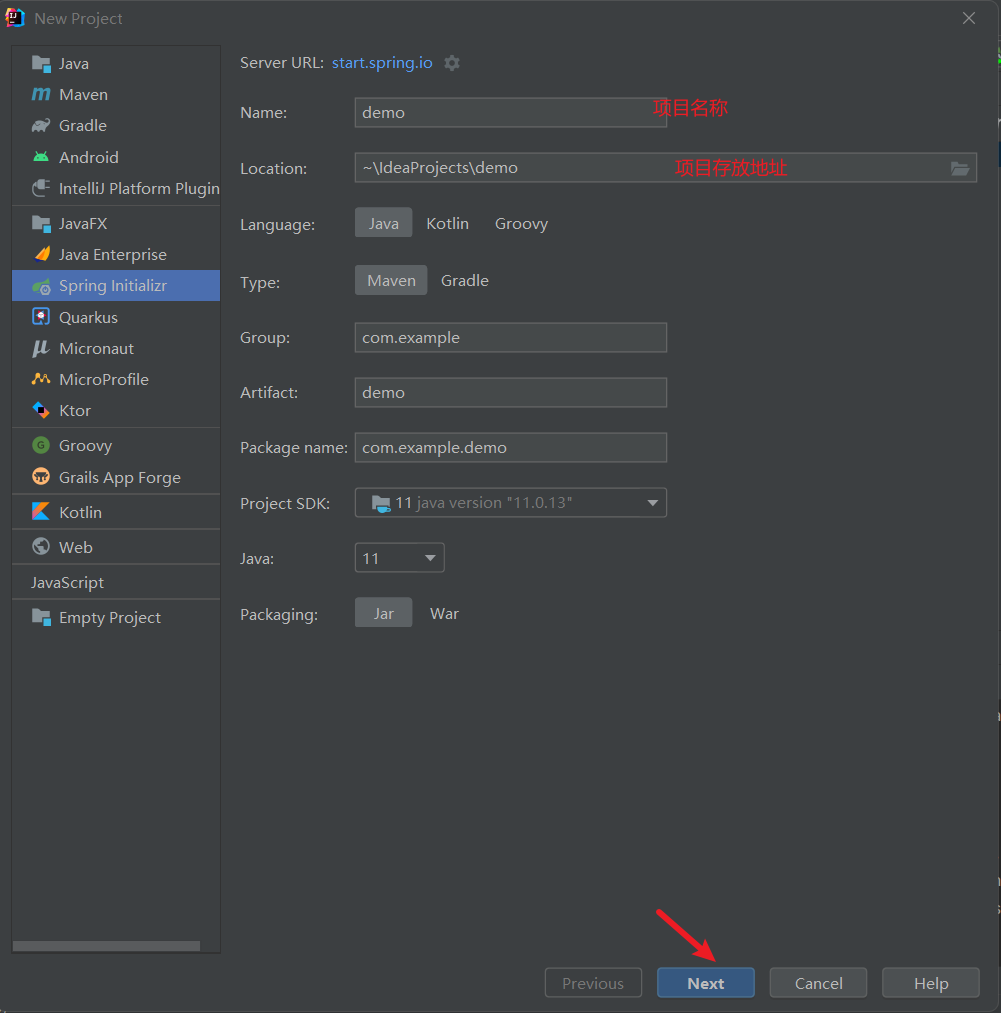 New Project
Java
Maven
Gradle
Android
IntelliJ Platform Plugin
JavaFX
Java Enterprise
Spring Initializr
Quarkus
Micronaut
MicroProfile
Ktor
Groovy
Grails App Forge
Kotlin
Web
JavaScript
Empty Project
Server URL: start.spring.io
Name: demo 项目名称
Location: ~\IdeaProjects\demo 项目存放地址
Language: Java Kotlin Groovy
Type: Maven Gradle
Group: com.example
Artifact: demo
Package name: com.example.demo
Project SDK: 11 java version "11.0.13"
Java: 11
Packaging: Jar War
Previous Next Cancel Help